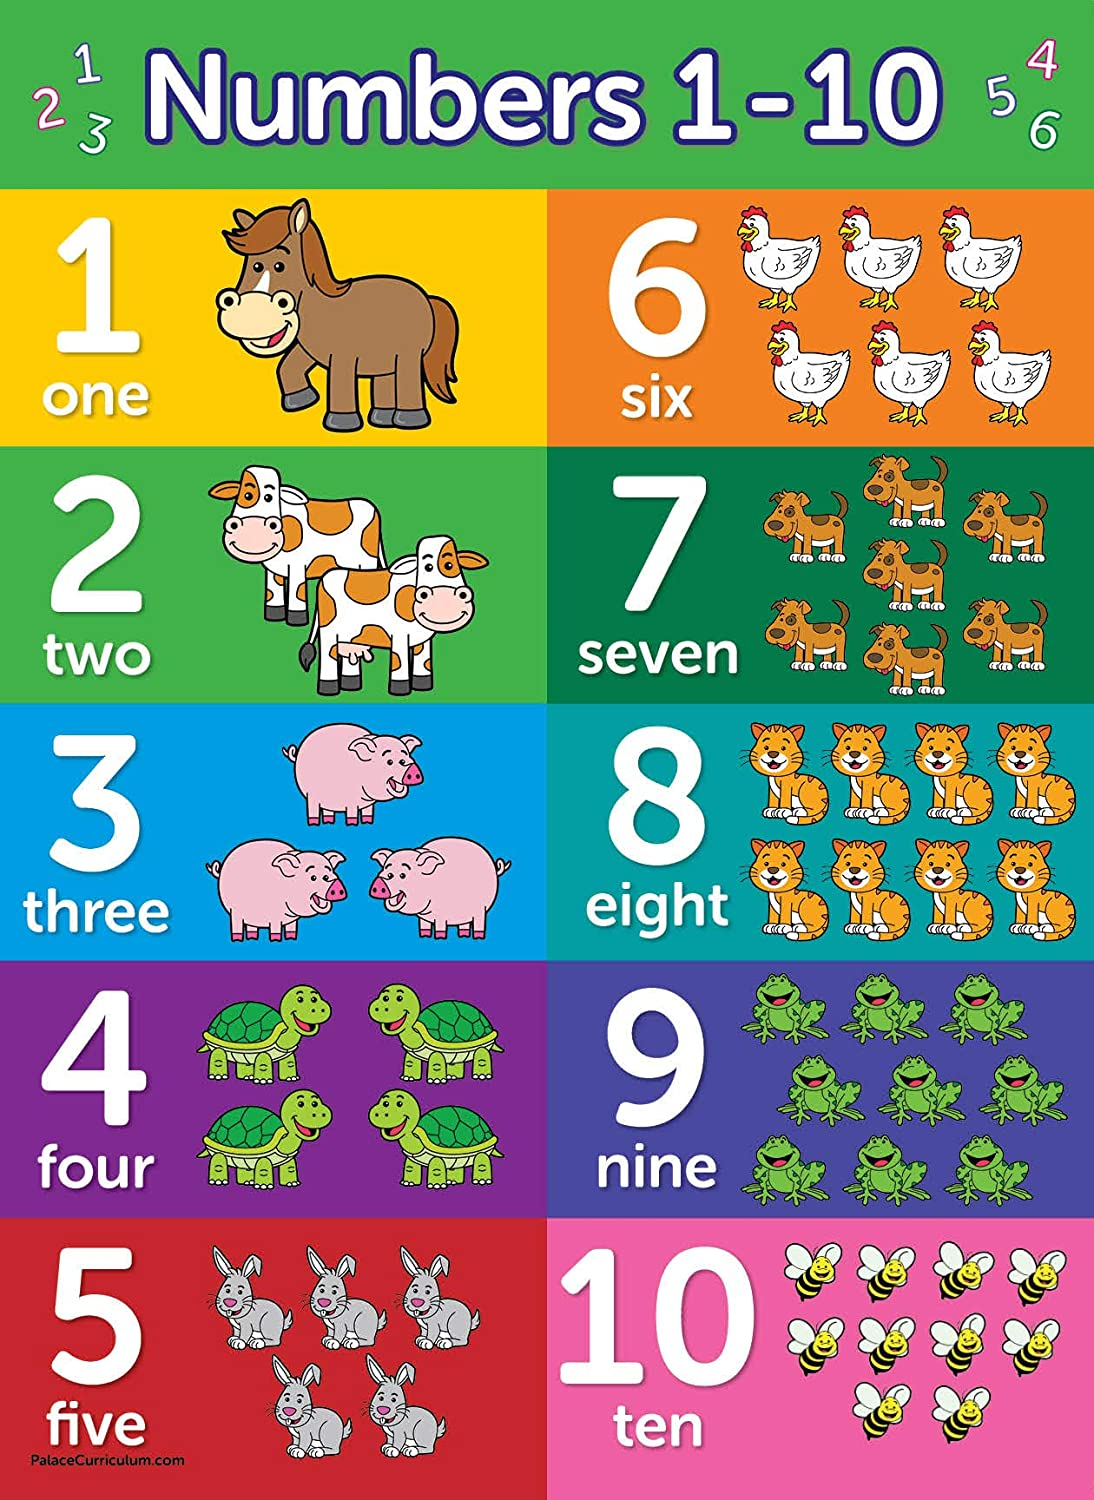 1
2
3
Numbers 1-10
4
5
6
1
one
2
two
3
three
4
four
5
five
PalaceCurriculum.com
6
six
7
seven
8
eight
9
nine
10
ten